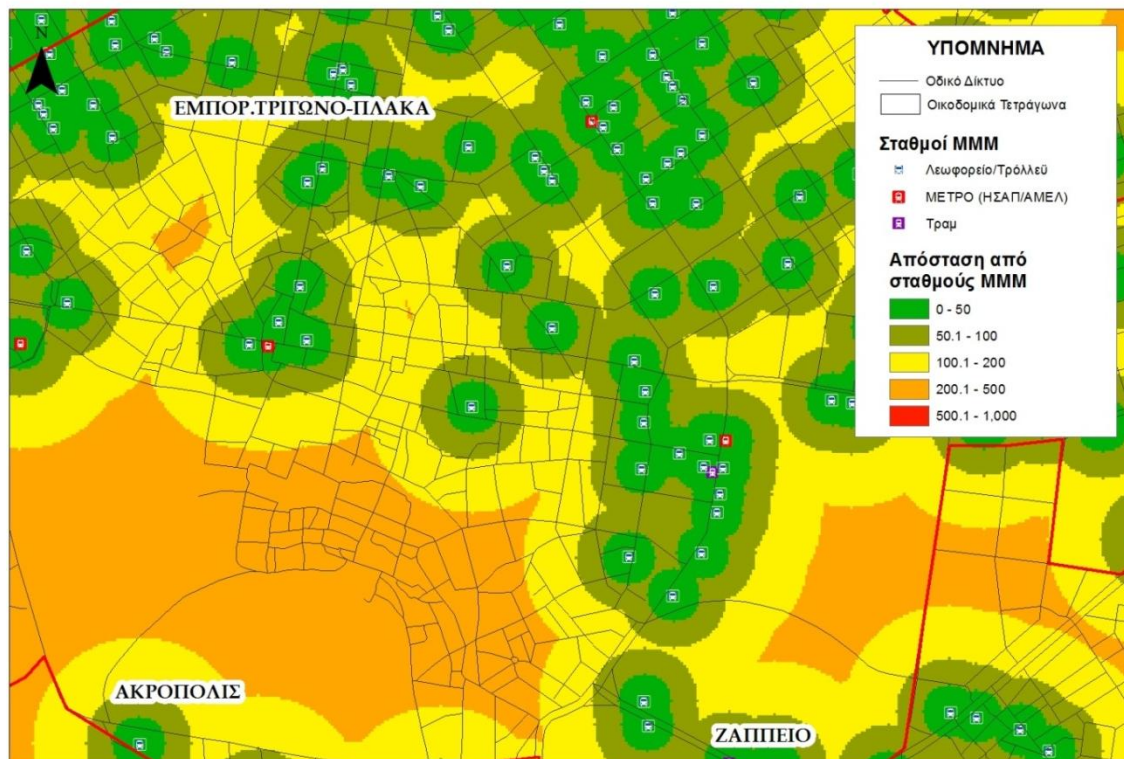 N
ΕΜΠΟΡ.ΤΡΙΓΩΝΟ-ΠΛΑΚΑ
ΑΚΡΟΠΟΛΙΣ
ΖΑΠΠΕΙΟ
ΥΠΟΜΝΗΜΑ
Οδικό Δίκτυο
Οικοδομικά Τετράγωνα
Σταθμοί ΜΜΜ
Λεωφορείο/Τρόλλεϋ
ΜΕΤΡΟ (ΗΣΑΠ/ΑΜΕΛ)
Τραμ
Απόσταση από
σταθμούς ΜΜΜ
0 - 50
50.1 - 100
100.1 - 200
200.1 - 500
500.1 - 1,000